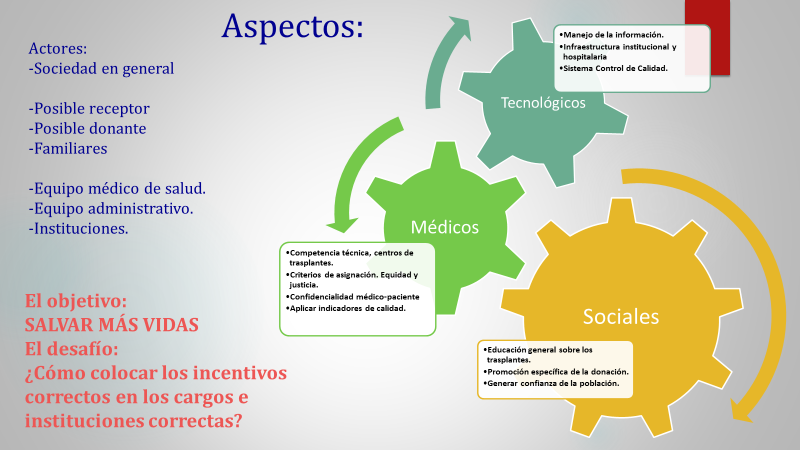 Aspectos:
Actores:
-Sociedad en general
-Posible receptor
-Posible donante
-Familiares
-Equipo médico de salud.
-Equipo administrativo.
-Instituciones.
El objetivo:
SALVAR MÁS VIDAS
El desafío:
¿Cómo colocar los incentivos
correctos en los cargos e
instituciones correctas?
Tecnológicos
•Manejo de la información.
•Infraestructura institucional y
hospitalaria
•Sistema Control de Calidad.
Médicos
•Competencia técnica, centros de
trasplantes.
•Criterios de asignación. Equidad y
justicia.
•Confidencialidad médico-paciente
•Aplicar indicadores de calidad.
Sociales
•Educación general sobre los
trasplantes.
•Promoción específica de la donación.
•Generar confianza de la población.